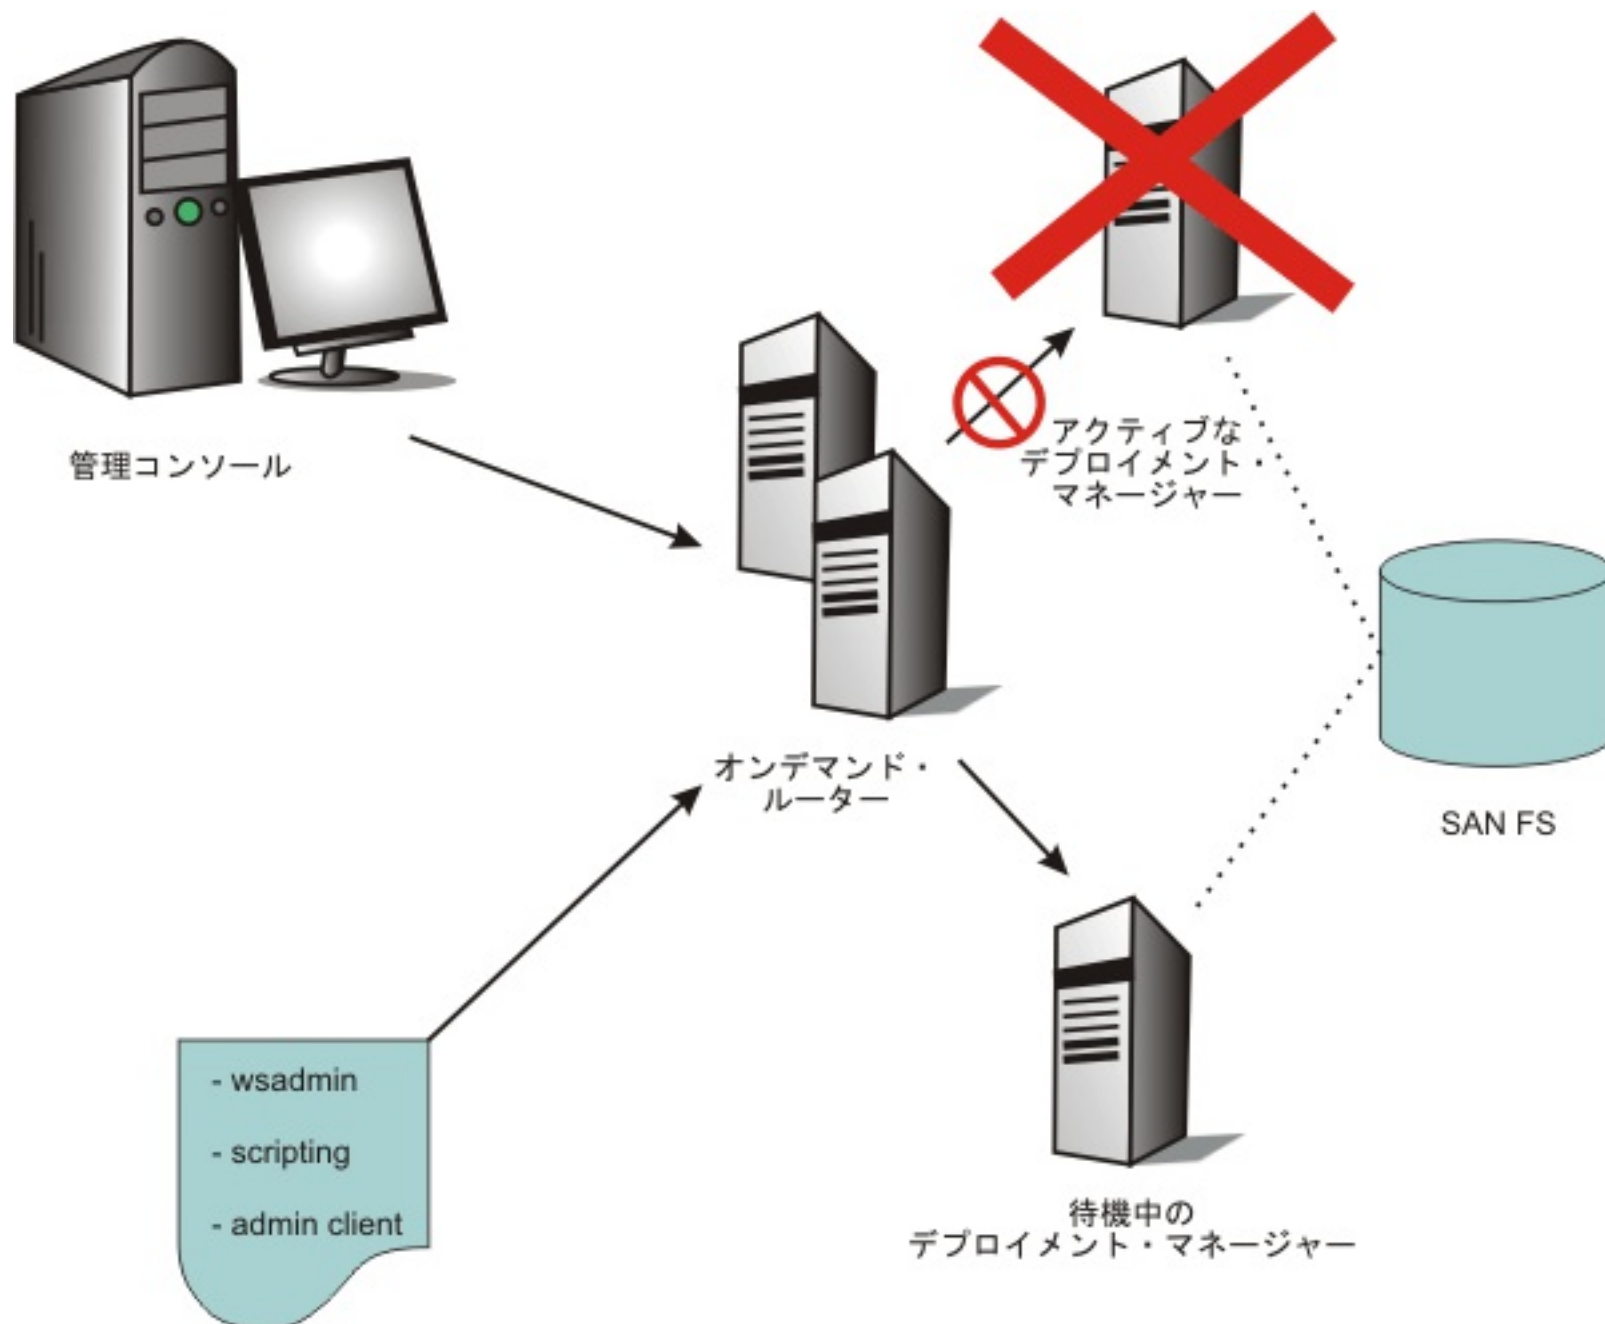 管理コンソール
アクティブな
デプロイメント・
マネージャー
オンデマンド・
ルーター
SAN FS
- wsadmin
- scripting
- admin client
待機中の
デプロイメント・マネージャー